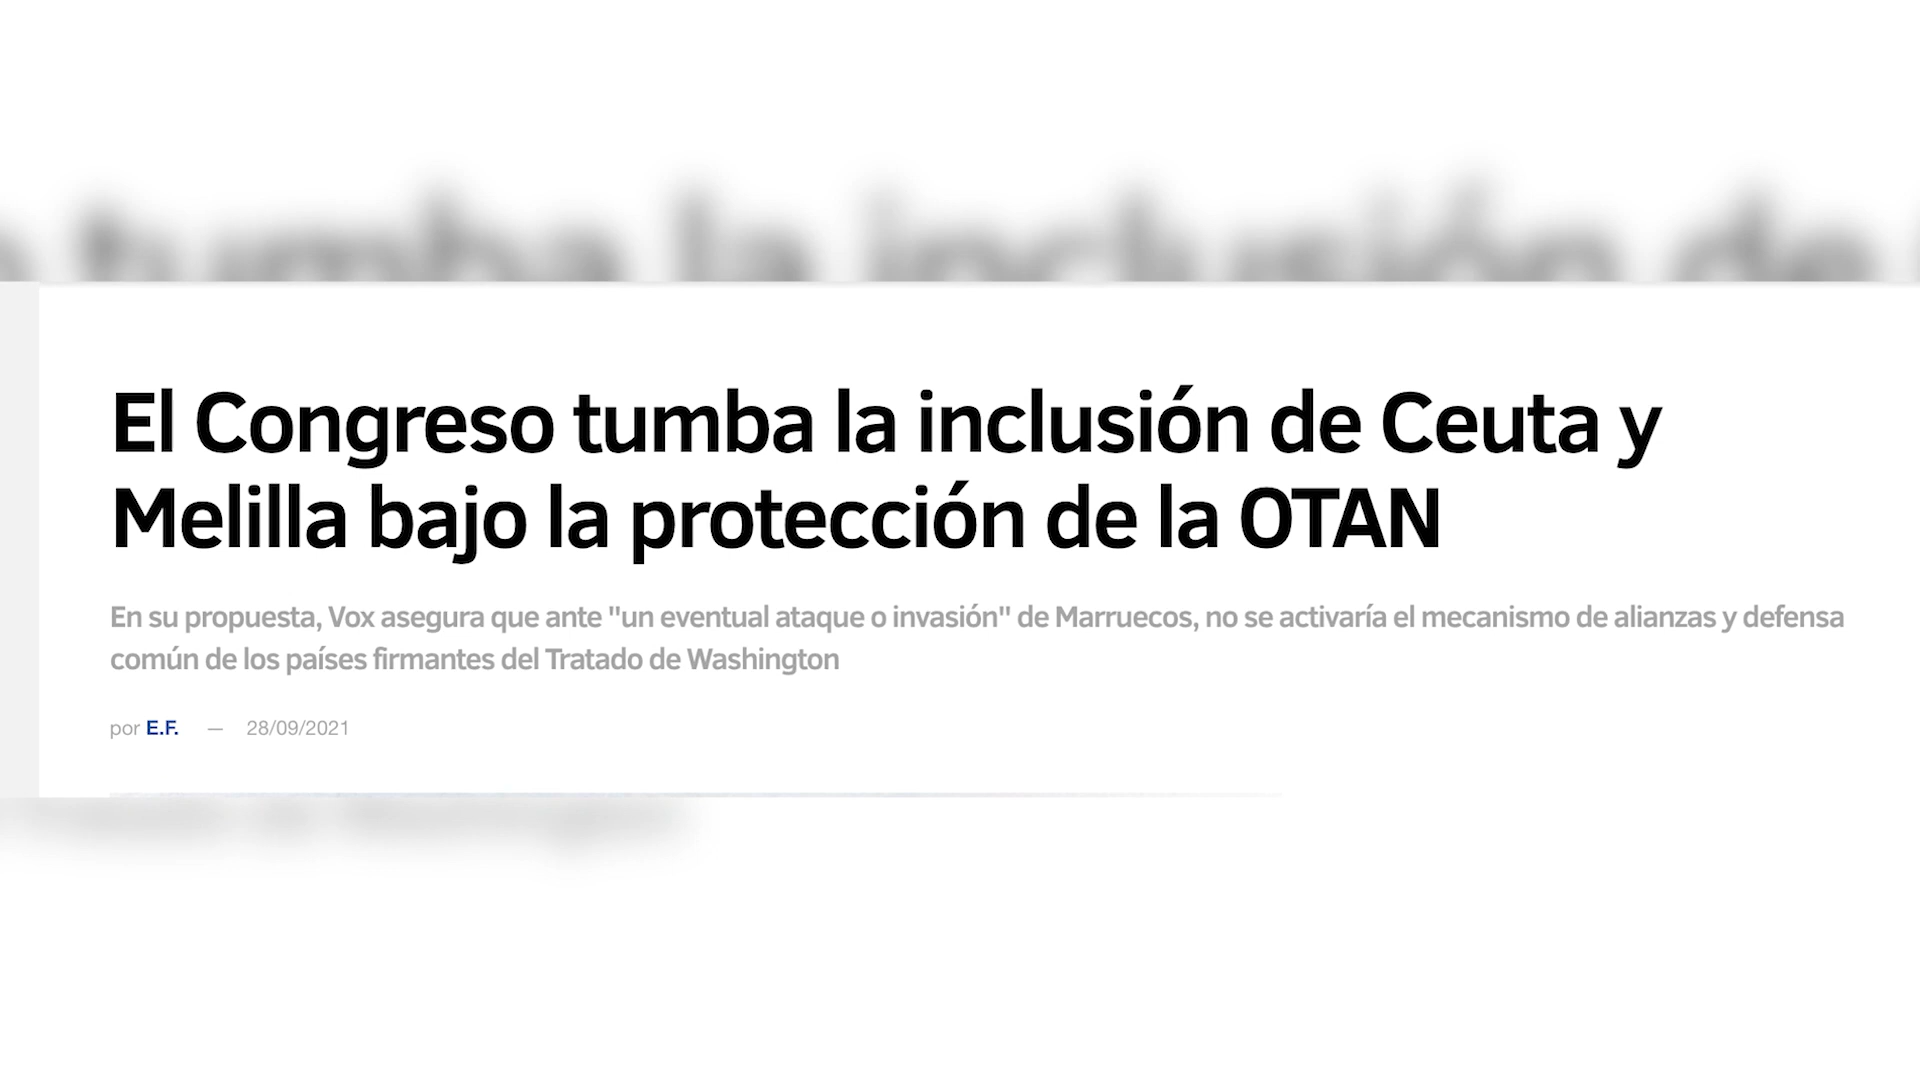 El Congreso tumba la inclusión de Ceuta y
Melilla bajo la protección de la OTAN
En su propuesta, Vox asegura que ante "un eventual ataque o invasión" de Marruecos, no se activaría el mecanismo de alianzas y defensa
común de los países firmantes del Tratado de Washington
por E.F. — 28/09/2021